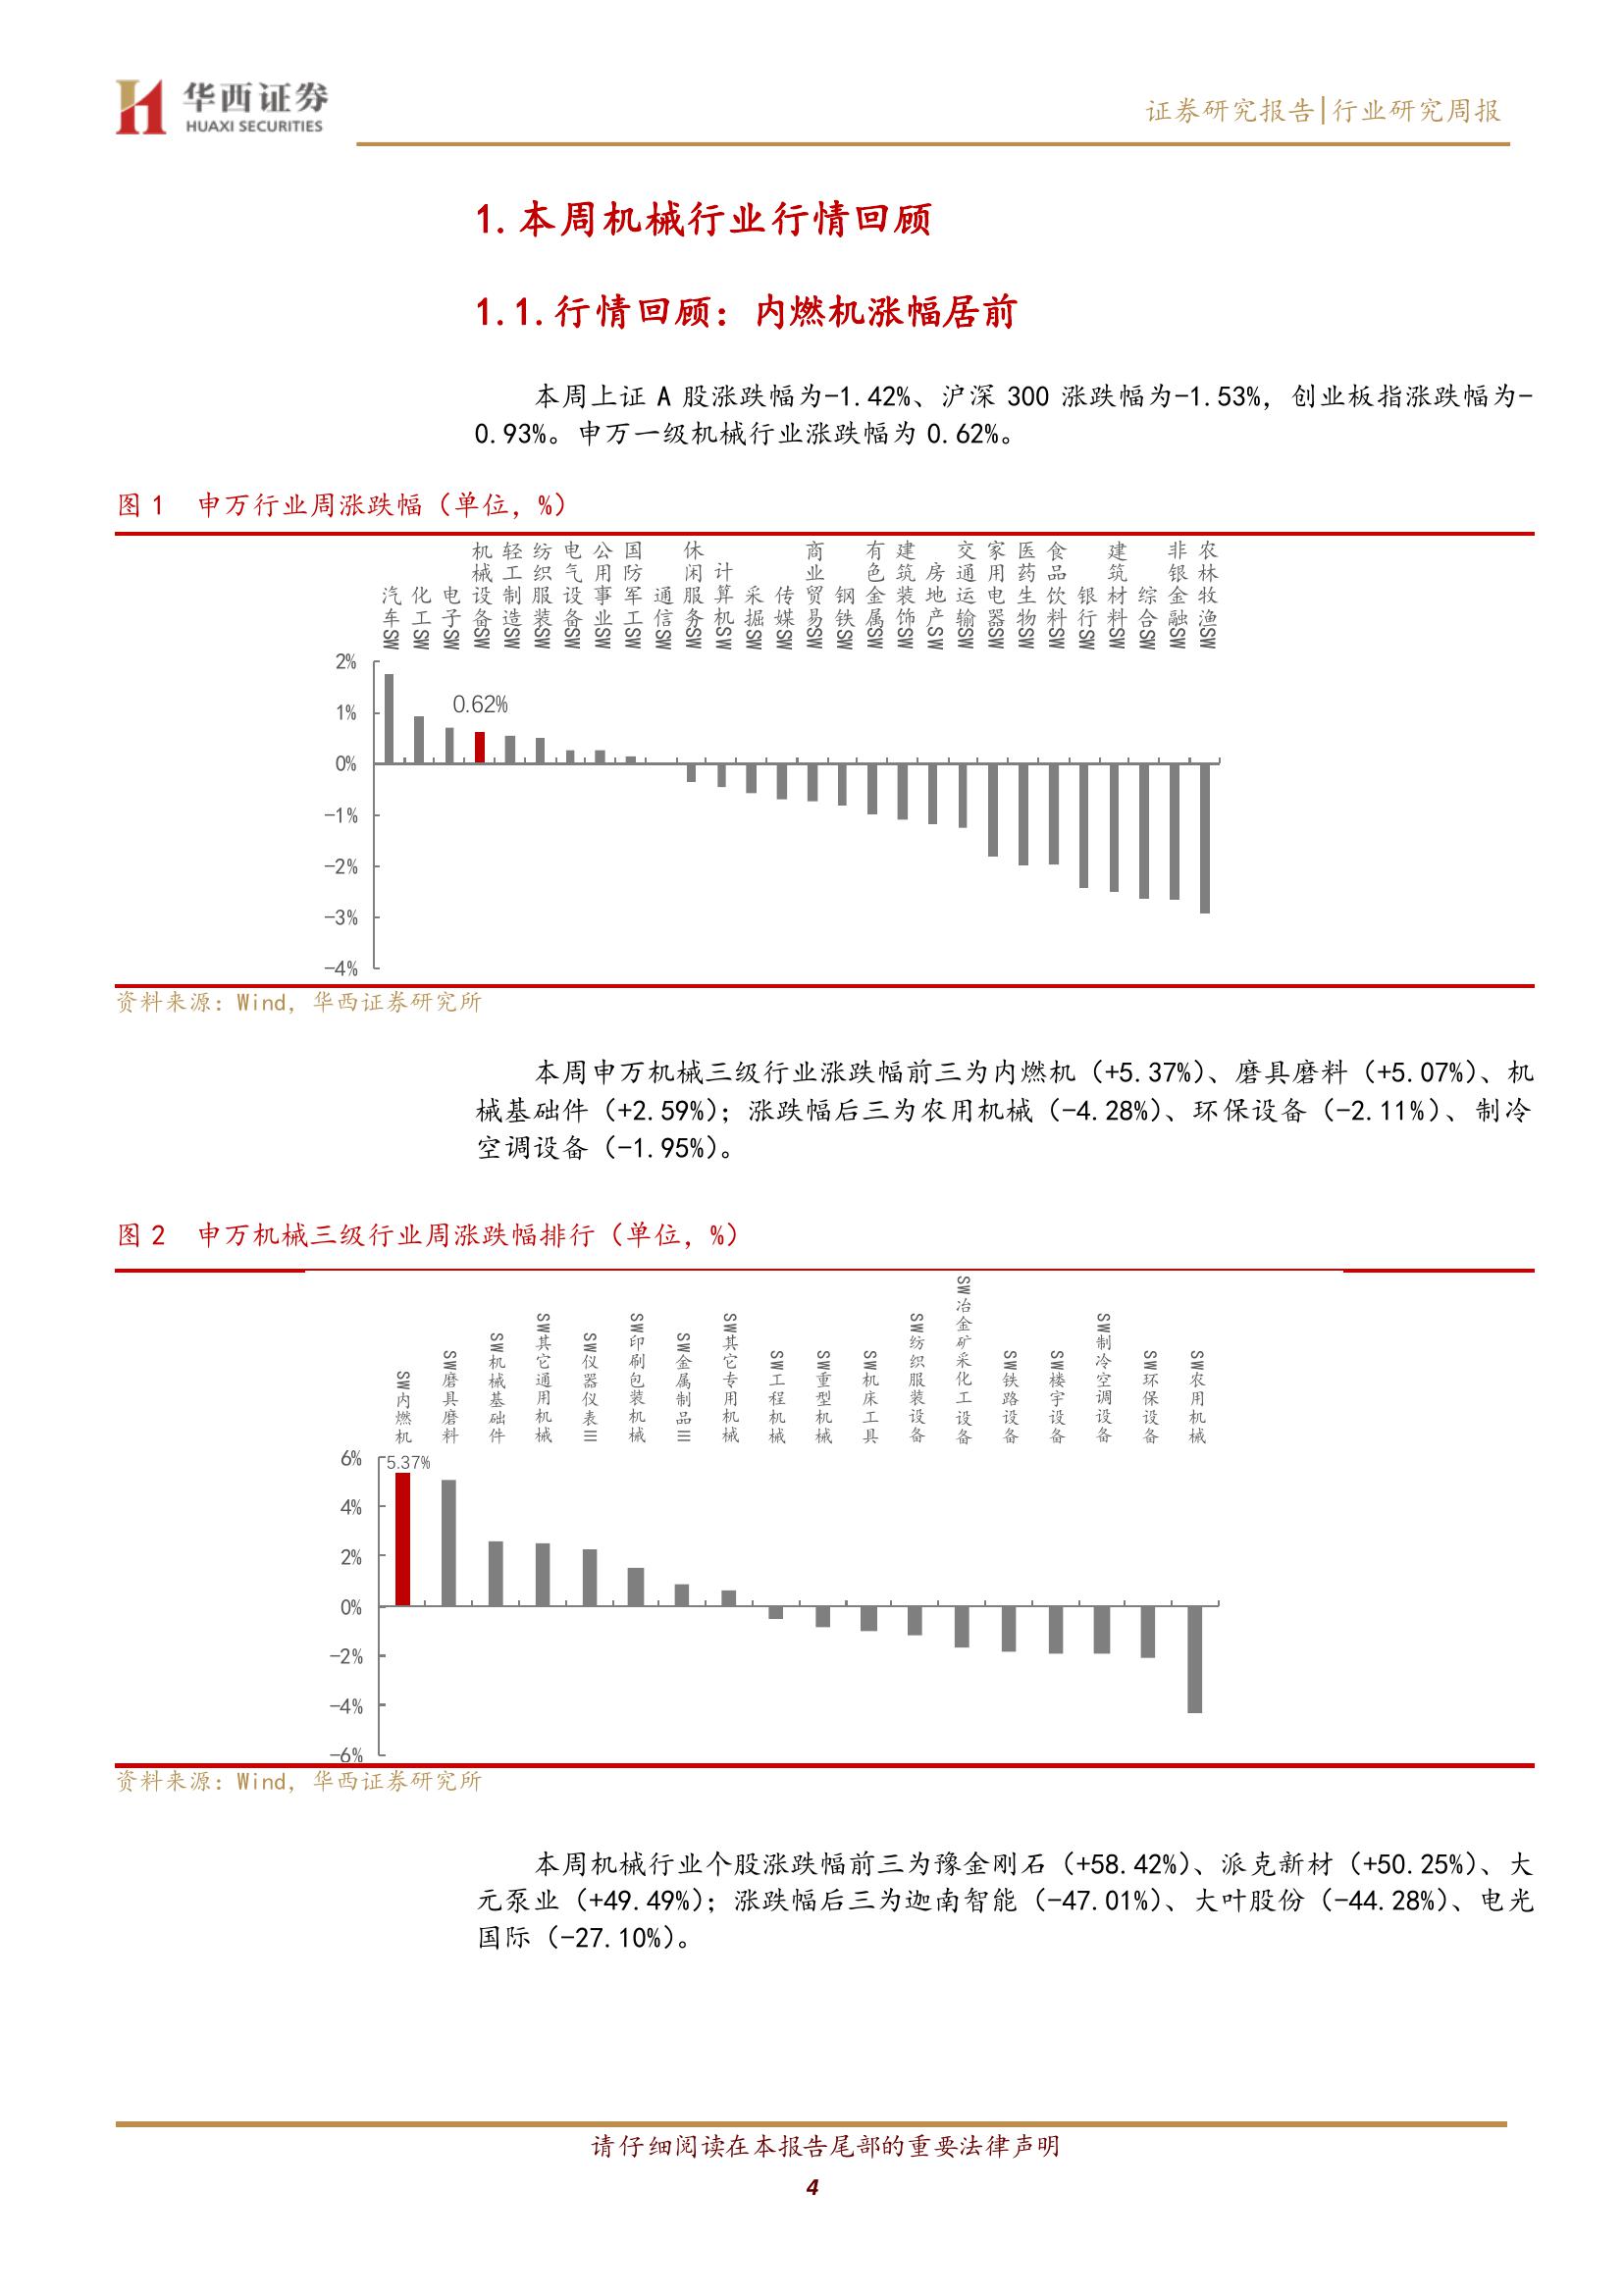 华西证券
HUAXI SECURITIES
证券研究报告|行业研究周报
1.本周机械行业行情回顾
1.1.行情回顾：内燃机涨幅居前
本周上证 A 股涨跌幅为-1.42%、沪深 300 涨跌幅为-1.53%，创业板指涨跌幅为-
0.93%。申万一级机械行业涨跌幅为 0.62%。
图 1 申万行业周涨跌幅（单位，%）
汽车SW
化工SW
电子SW
机械设备SW
轻工制造SW
纺织服装SW
电气设备SW
公用事业SW
国防军工SW
通信SW
休闲服务SW
计算机SW
采掘SW
传媒SW
商业贸易SW
钢铁SW
有色金属SW
建筑装饰SW
房地产SW
交通运输SW
家用电器SW
医药生物SW
食品饮料SW
银行SW
建筑材料SW
综合SW
非银金融SW
农林牧渔SW
2%
1%
0%
-1%
-2%
-3%
-4%
0.62%
资料来源：Wind，华西证券研究所
本周申万机械三级行业涨跌幅前三为内燃机（+5.37%）、磨具磨料（+5.07%）、机
械基础件（+2.59%）；涨跌幅后三为农用机械（-4.28%）、环保设备（-2.11%）、制冷
空调设备（-1.95%）。
图 2 申万机械三级行业周涨跌幅排行（单位，%）
SW内燃机
SW磨具磨料
SW机械基础件
SW其它通用机械
SW仪器仪表III
SW印刷包装机械
SW金属制品III
SW其它专用机械
SW工程机械
SW重型机械
SW机床工具
SW纺织服装设备
SW冶金矿采化工设备
SW铁路设备
SW楼宇设备
SW制冷空调设备
SW环保设备
SW农用机械
6%
4%
2%
0%
-2%
-4%
-6%
5.37%
资料来源：Wind，华西证券研究所
本周机械行业个股涨跌幅前三为豫金刚石（+58.42%）、派克新材（+50.25%）、大
元泵业（+49.49%）；涨跌幅后三为迦南智能（-47.01%）、大叶股份（-44.28%）、电光
国际（-27.10%）。
请仔细阅读在本报告尾部的重要法律声明
4